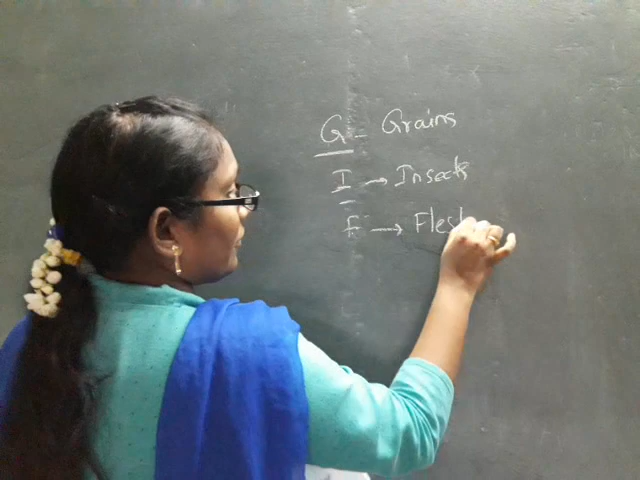 G - Grains
I → Insects
F → Flesh